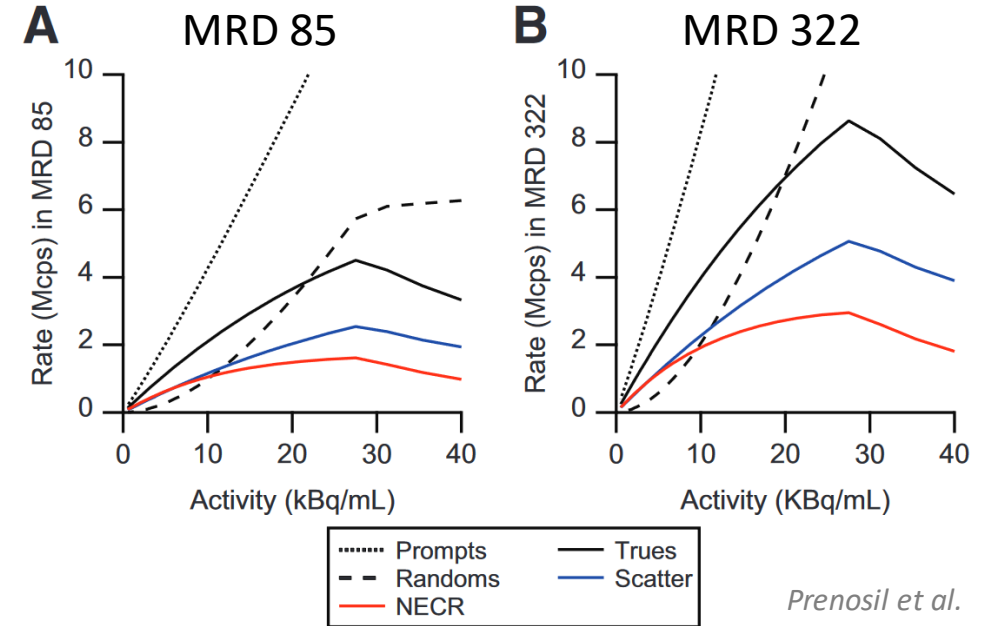 A MRD 85
B MRD 322
Rate (Mcps) in MRD 85
10
8
6
4
2
0
0 10 20 30 40
Activity (kBq/mL)
Rate (Mcps) in MRD 322
10
8
6
4
2
0
0 10 20 30 40
Activity (KBq/mL)
Prompts
Trues
Randoms
Scatter
NECR
Prenosil et al.